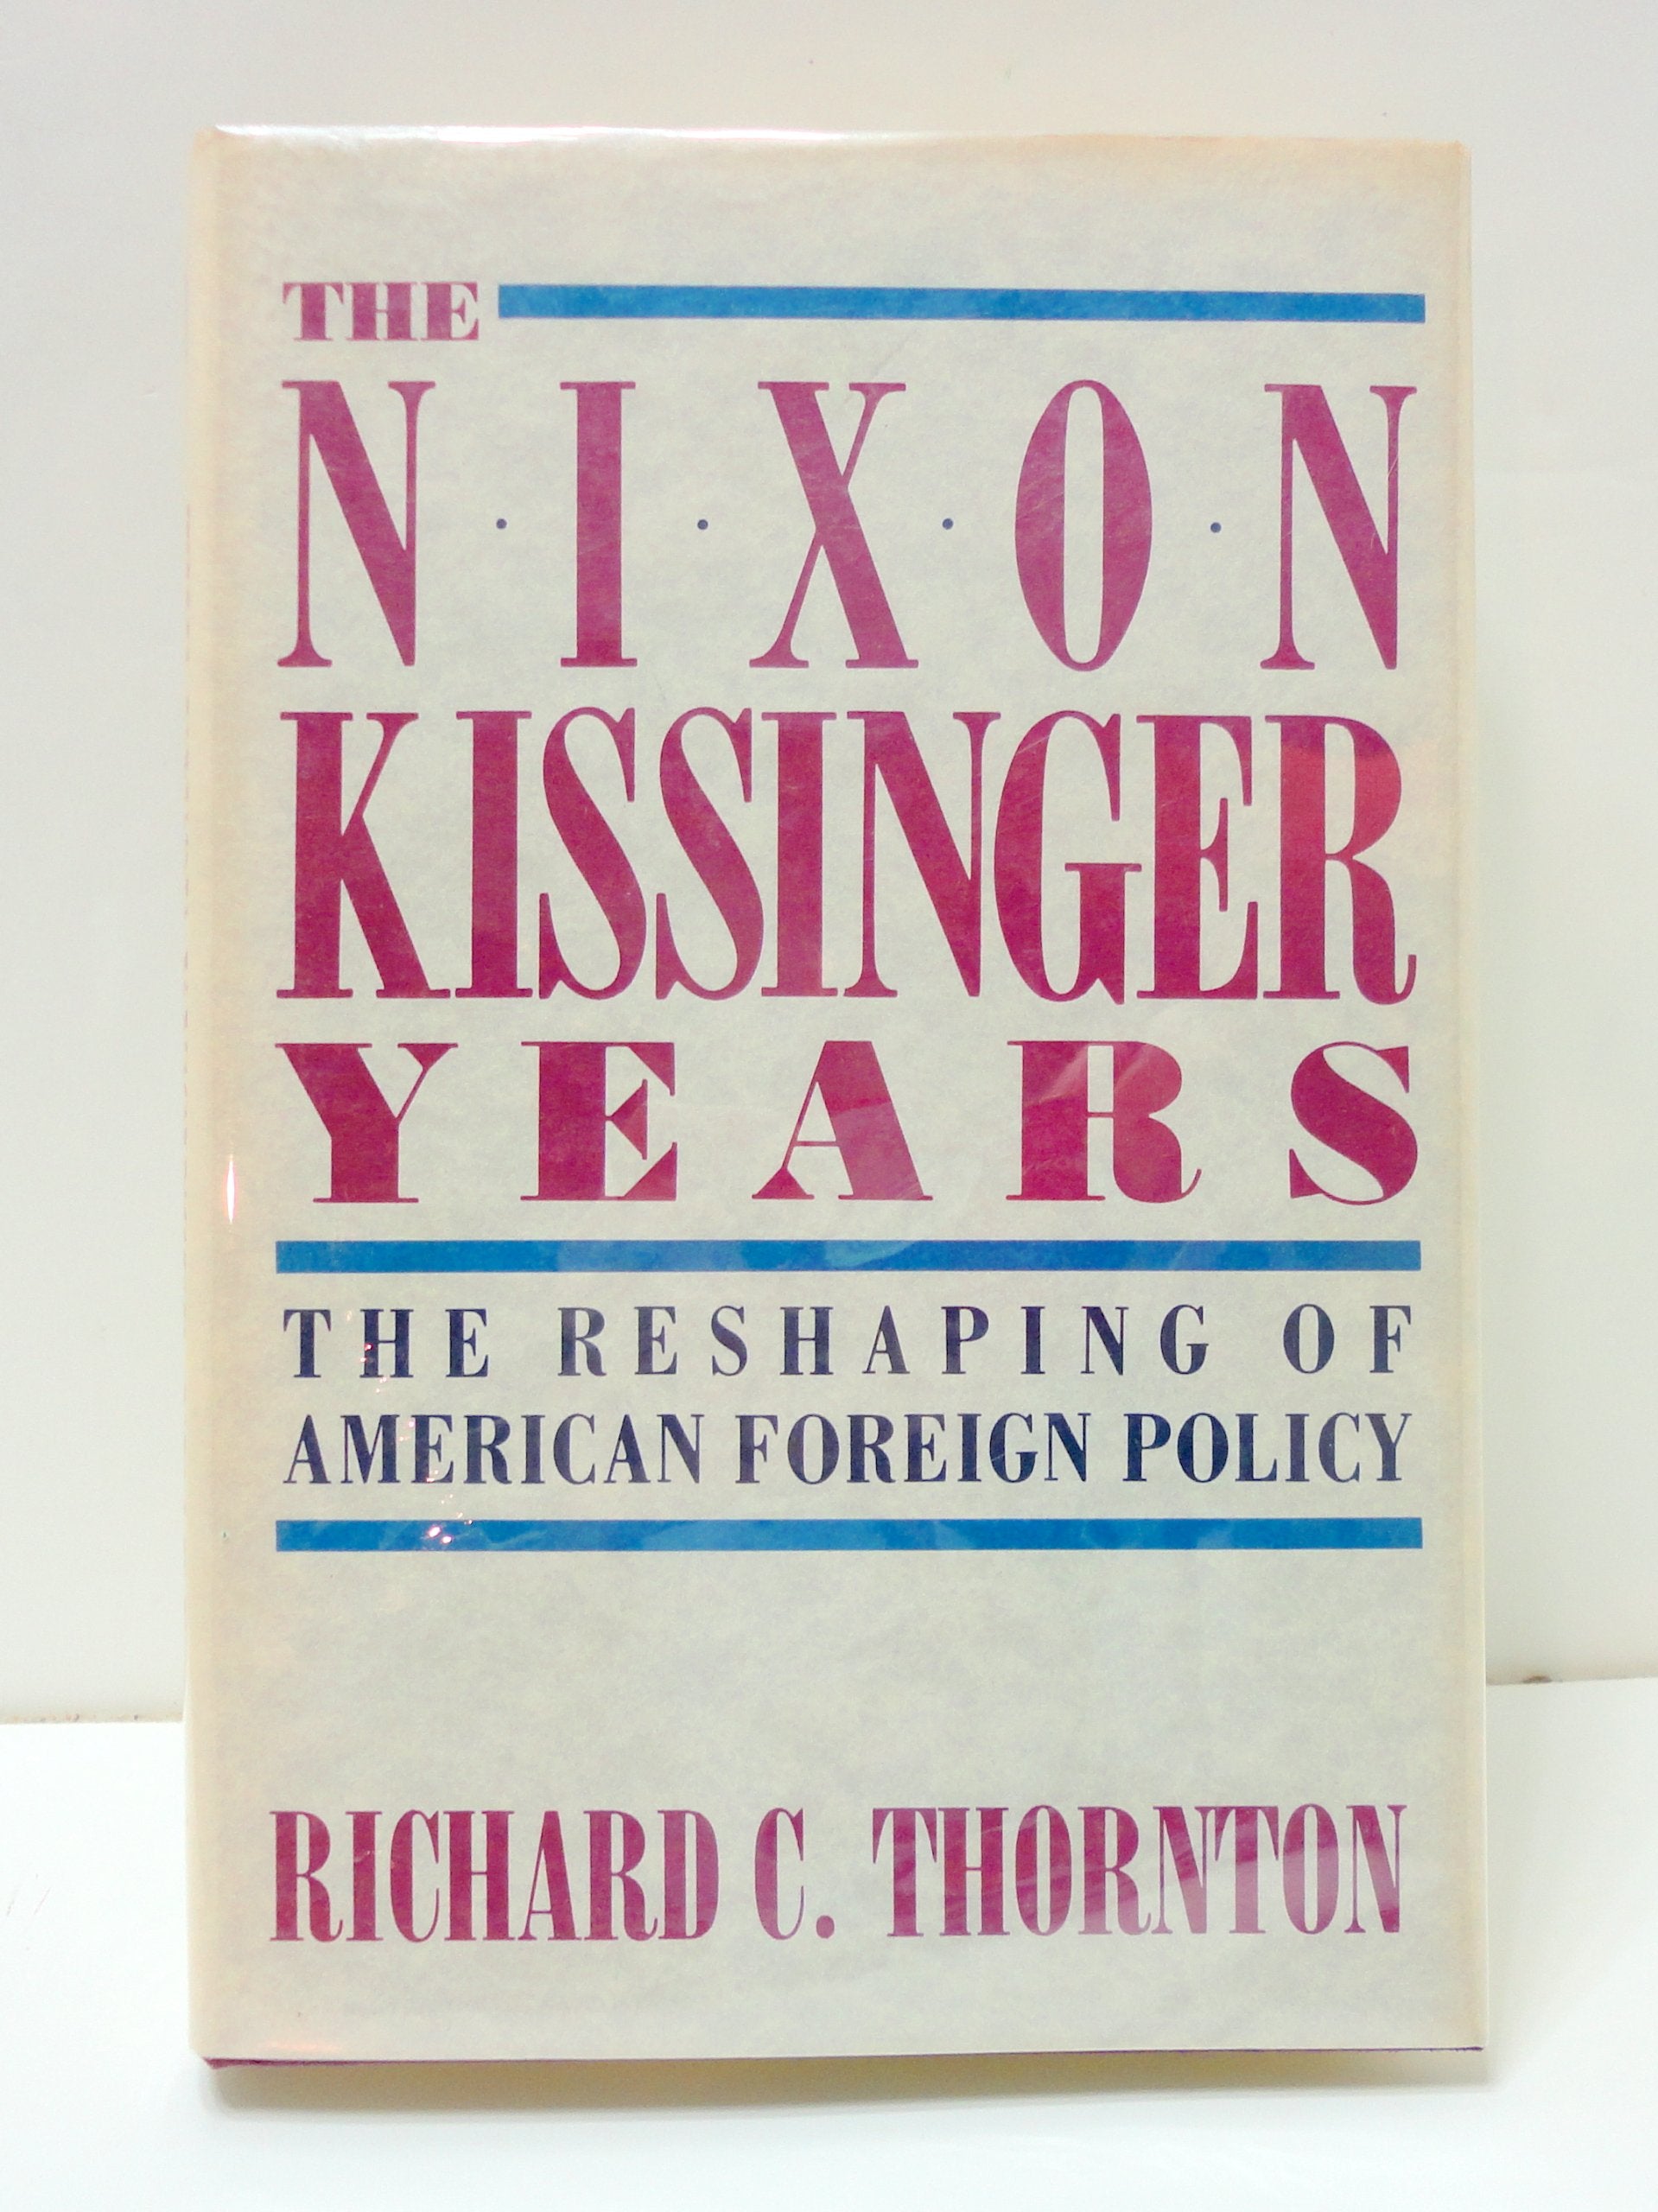 THE
N·I·X·O·N
KISSINGER
YEARS
THE RESHAPING OF
AMERICAN FOREIGN POLICY
RICHARD C. THORNTON